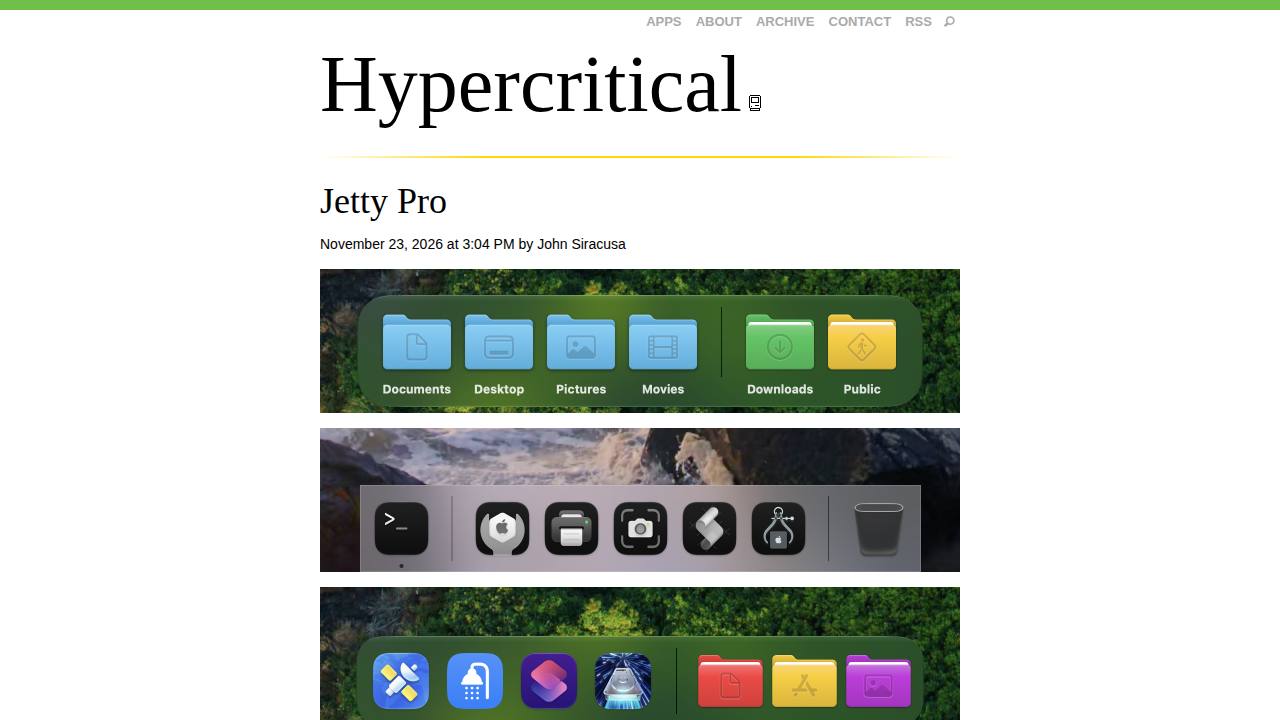 APPS ABOUT ARCHIVE CONTACT RSS
Hypercritical
Jetty Pro
November 23, 2026 at 3:04 PM by John Siracusa
Documents Desktop Pictures Movies Downloads Public
>_